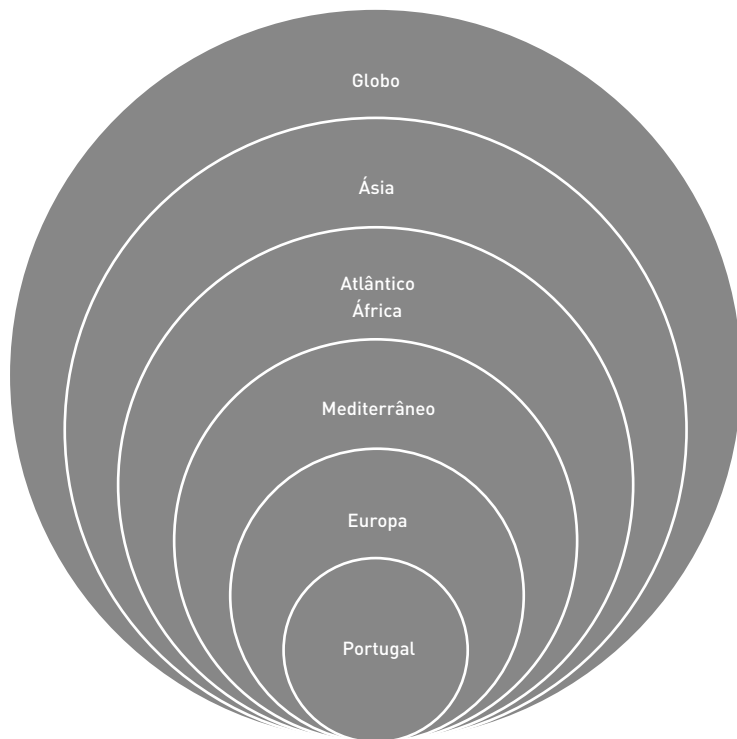 Globo
Ásia
Atlântico
África
Mediterrâneo
Europa
Portugal